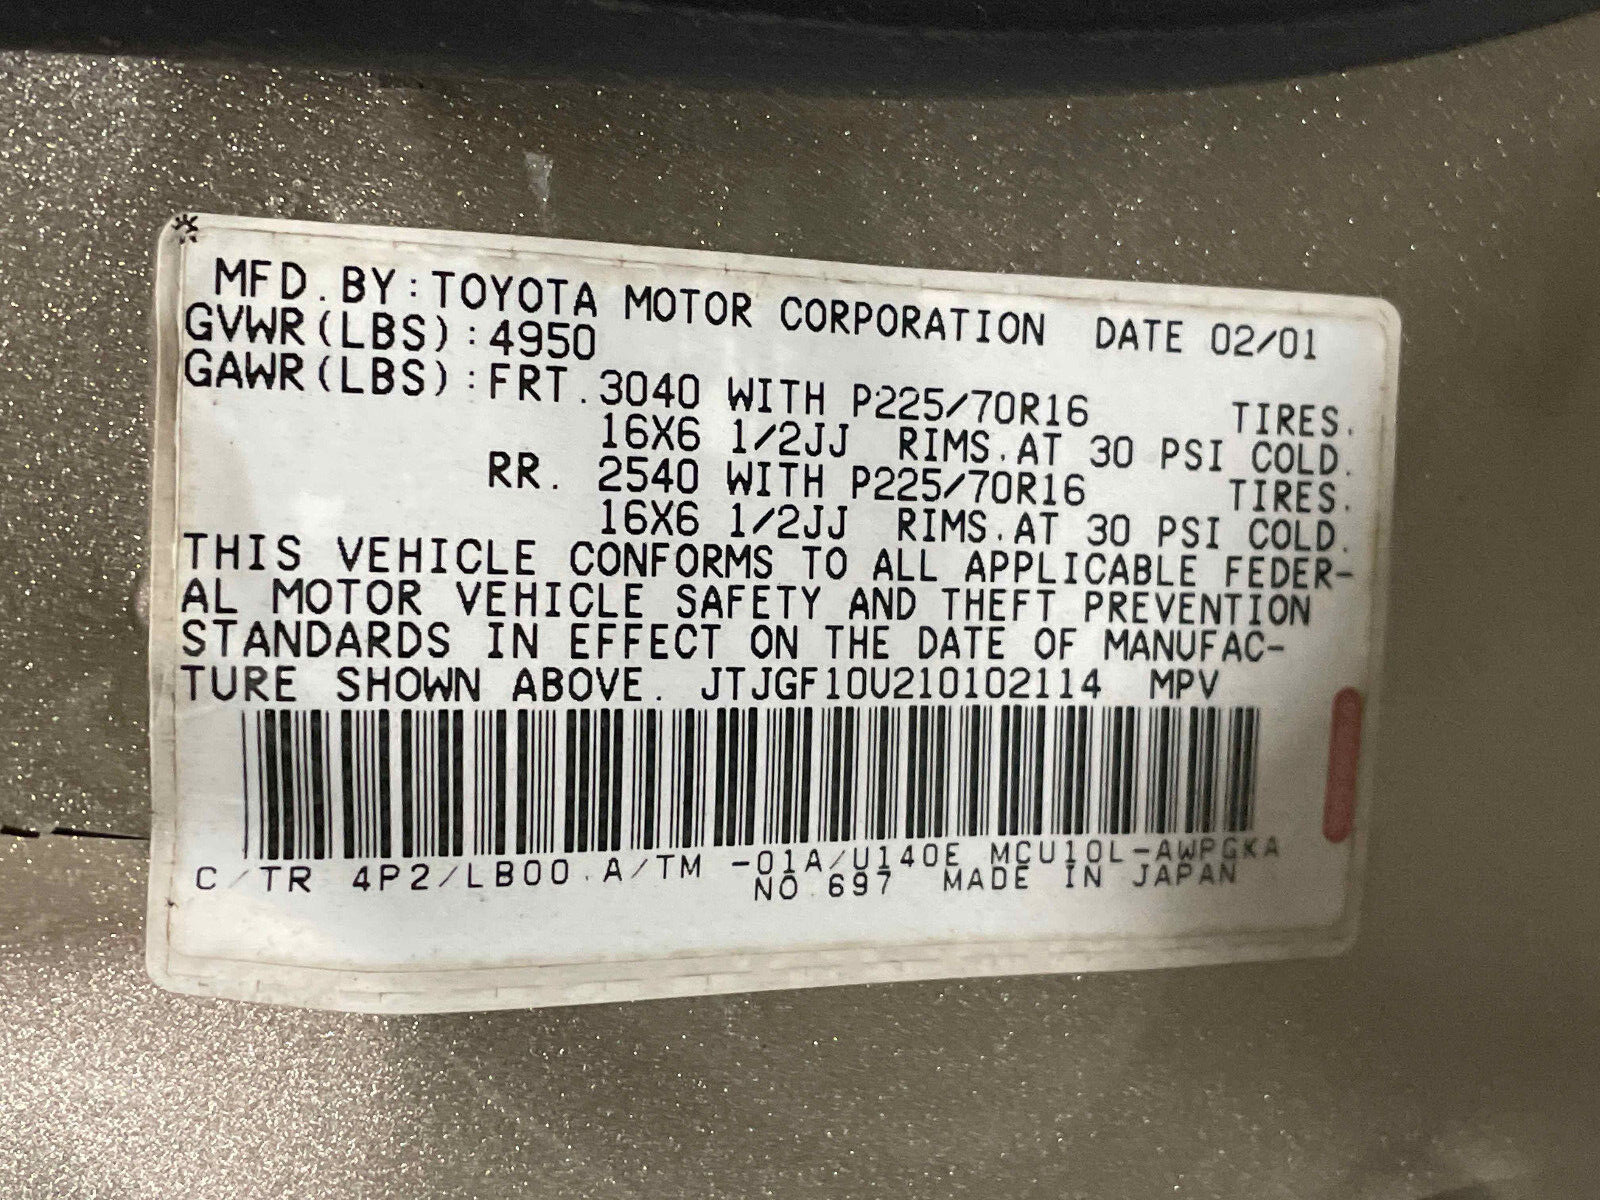 MFD.BY:TOYOTA MOTOR CORPORATION DATE 02/01
GVWR(LBS):4950
GAWR(LBS):FRT.3040 WITH P225/70R16 TIRES.
16X6 1/2JJ RIMS.AT 30 PSI COLD.
RR. 2540 WITH P225/70R16 TIRES.
16X6 1/2JJ RIMS.AT 30 PSI COLD.
THIS VEHICLE CONFORMS TO ALL APPLICABLE FEDER-
AL MOTOR VEHICLE SAFETY AND THEFT PREVENTION
STANDARDS IN EFFECT ON THE DATE OF MANUFAC-
TURE SHOWN ABOVE. JTJGF10U210102114 MPV
C/TR 4P2/LB00.A/TM -01A/U140E MCU10L-AWPGKA
NO.697 MADE IN JAPAN